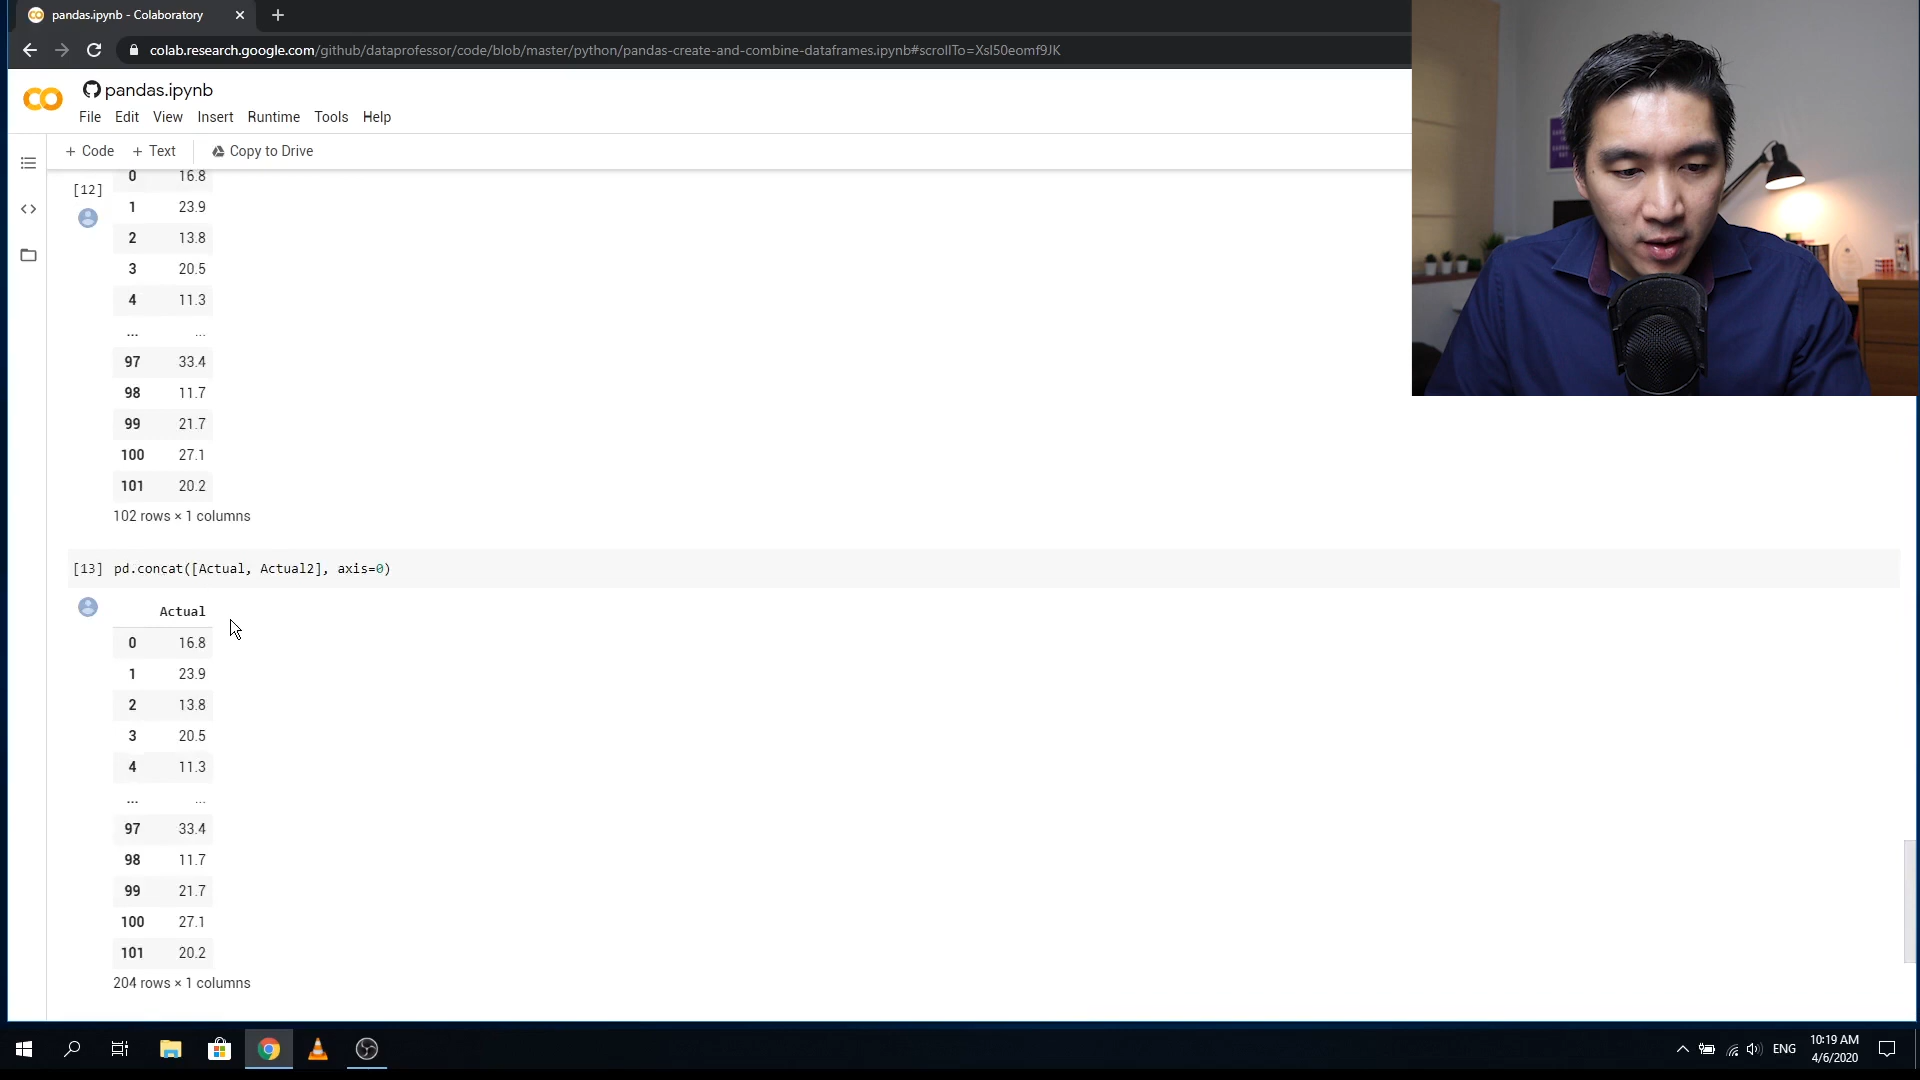 pandas.ipynb - Colaboratory
colab.research.google.com/github/dataprofessor/code/blob/master/python/pandas-create-and-combine-dataframes.ipynb#scrollTo=XsI50eomf9JK
pandas.ipynb
File Edit View Insert Runtime Tools Help
+ Code + Text Copy to Drive
[12]
0 16.8
1 23.9
2 13.8
3 20.5
4 11.3
... ...
97 33.4
98 11.7
99 21.7
100 27.1
101 20.2
102 rows × 1 columns
[13] pd.concat([Actual, Actual2], axis=0)
Actual
0 16.8
1 23.9
2 13.8
3 20.5
4 11.3
... ...
97 33.4
98 11.7
99 21.7
100 27.1
101 20.2
204 rows × 1 columns
ENG
10:19 AM
4/6/2020